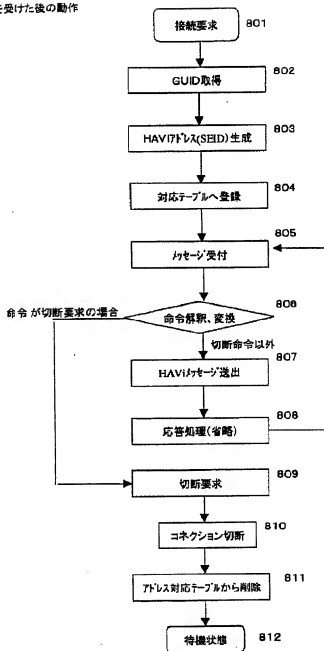 を受けた後の動作
接続要求 801
802
GUID取得
803
HAVIアドレス(SEID)生成
804
対応テーブルへ登録
805
メッセージ受付
806
命令が切断要求の場合
命令解釈、変換
切断命令以外
807
HAViメッセージ送出
808
応答処理(省略)
809
切断要求
810
コネクション切断
811
アドレス対応テーブルから削除
待機状態 812